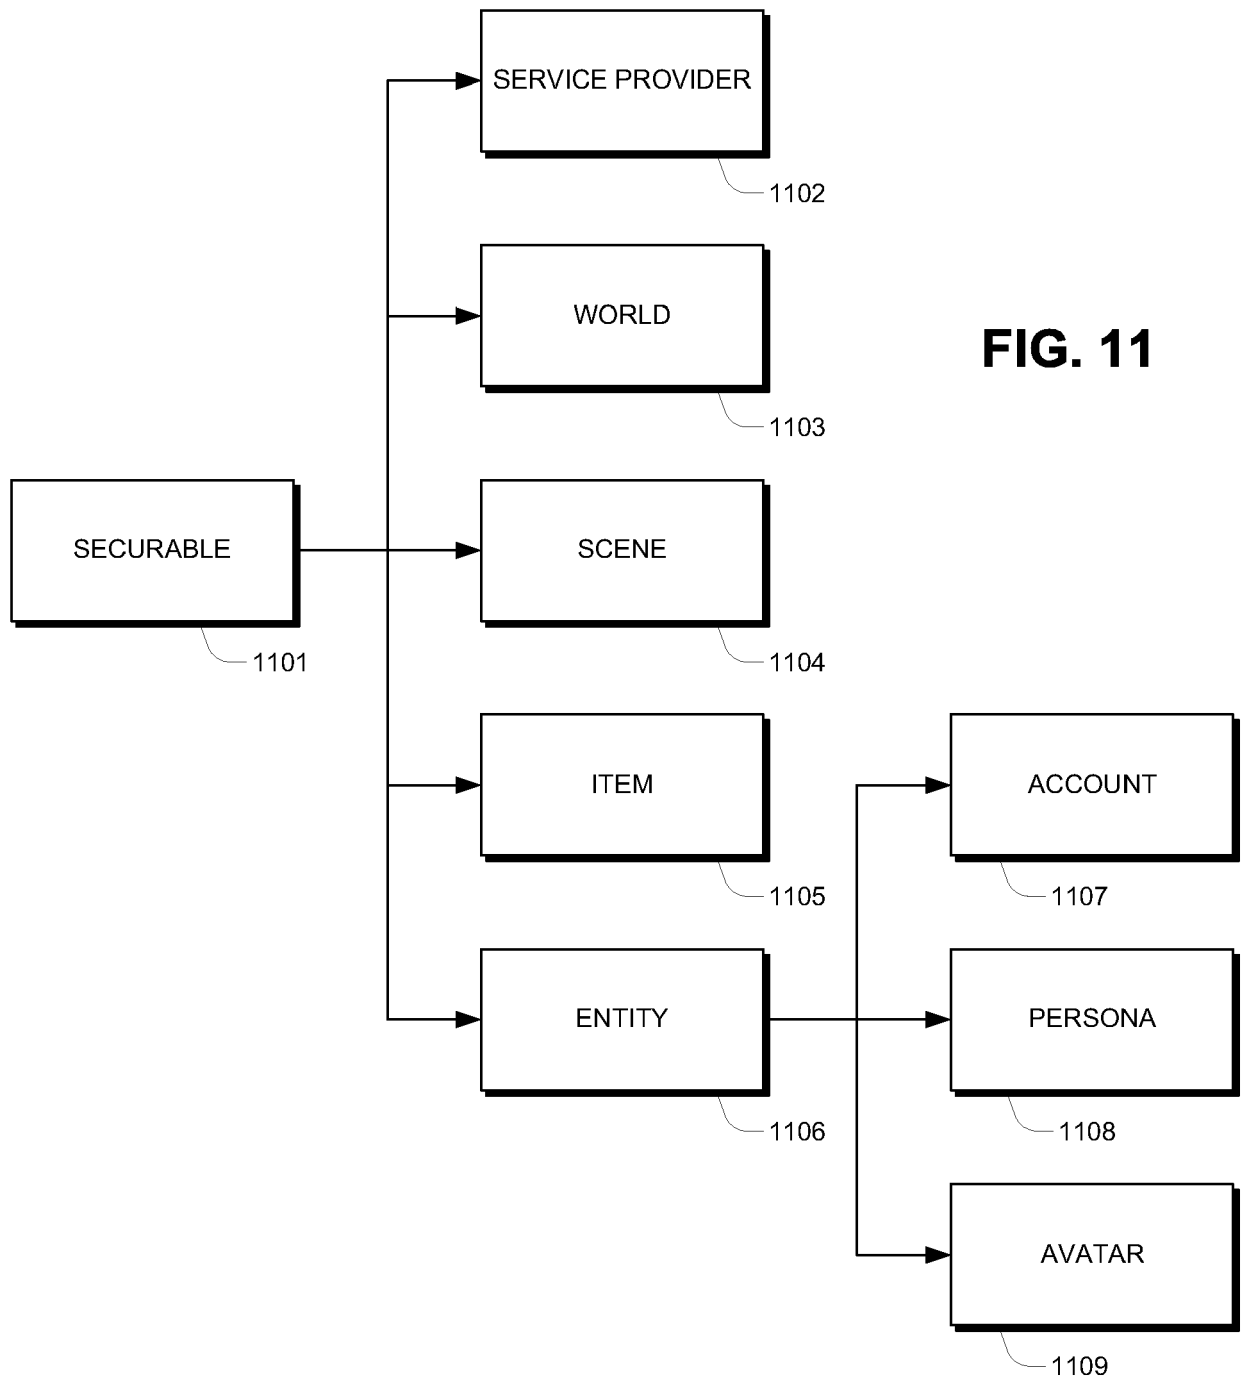 SERVICE PROVIDER
1102
WORLD
1103
FIG. 11
SECURABLE
1101
SCENE
1104
ITEM
1105
ACCOUNT
1107
ENTITY
1106
PERSONA
1108
AVATAR
1109